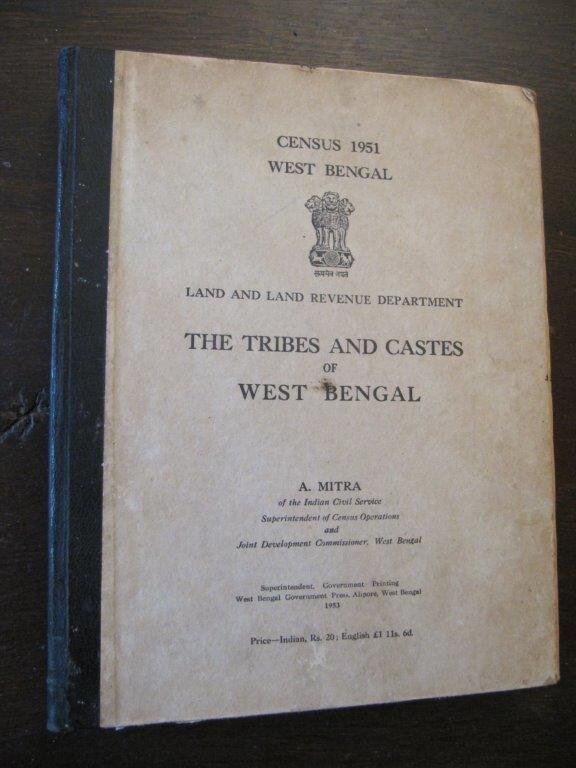 CENSUS 1951
WEST BENGAL
सत्यमेव जयते
LAND AND LAND REVENUE DEPARTMENT
THE TRIBES AND CASTES
OF
WEST BENGAL
A. MITRA
of the Indian Civil Service
Superintendent of Census Operations
and
Joint Development Commissioner, West Bengal
Superintendent, Government Printing
West Bengal Government Press, Alipore, West Bengal
1953
Price—Indian, Rs. 20; English £1 11s. 6d.